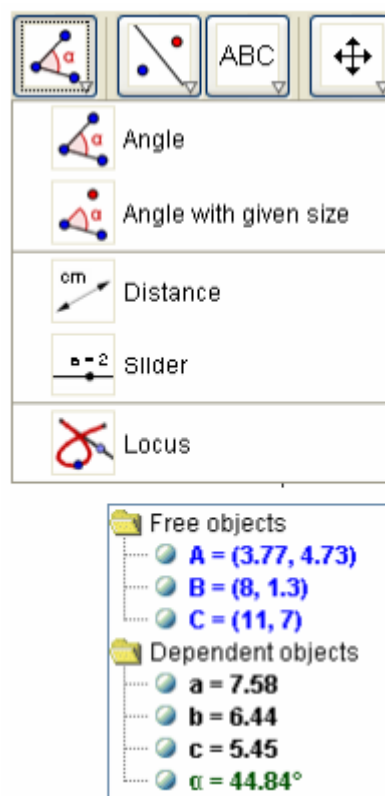 α ABC
α Angle
α Angle with given size
cm Distance
a = 2 Slider
Locus
Free objects
A = (3.77, 4.73)
B = (8, 1.3)
C = (11, 7)
Dependent objects
a = 7.58
b = 6.44
c = 5.45
α = 44.84°